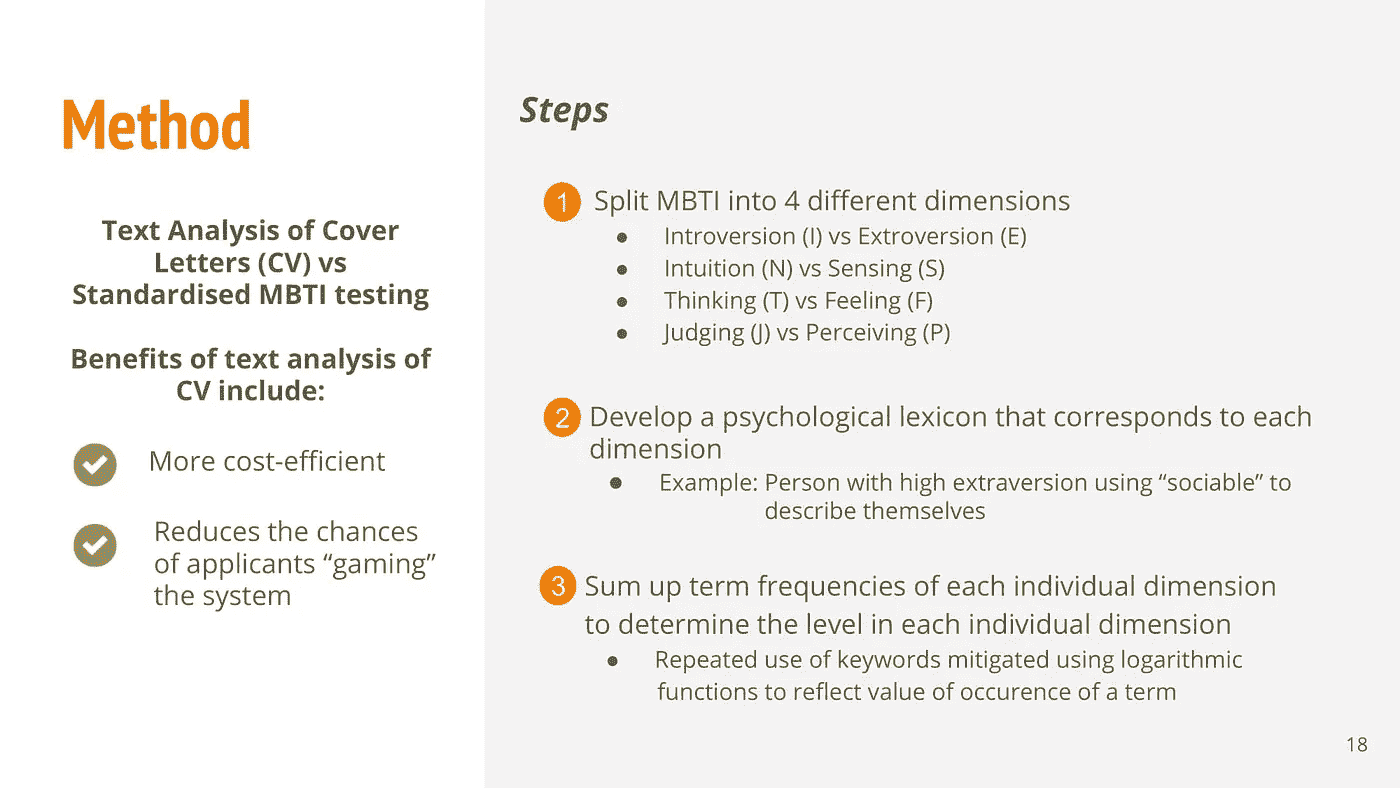 Method
Text Analysis of Cover
Letters (CV) vs
Standardised MBTI testing
Benefits of text analysis of
CV include:
More cost-efficient
Reduces the chances
of applicants “gaming”
the system
Steps
1 Split MBTI into 4 different dimensions
● Introversion (I) vs Extroversion (E)
● Intuition (N) vs Sensing (S)
● Thinking (T) vs Feeling (F)
● Judging (J) vs Perceiving (P)
2 Develop a psychological lexicon that corresponds to each
dimension
● Example: Person with high extraversion using “sociable” to
describe themselves
3 Sum up term frequencies of each individual dimension
to determine the level in each individual dimension
● Repeated use of keywords mitigated using logarithmic
functions to reflect value of occurence of a term
18